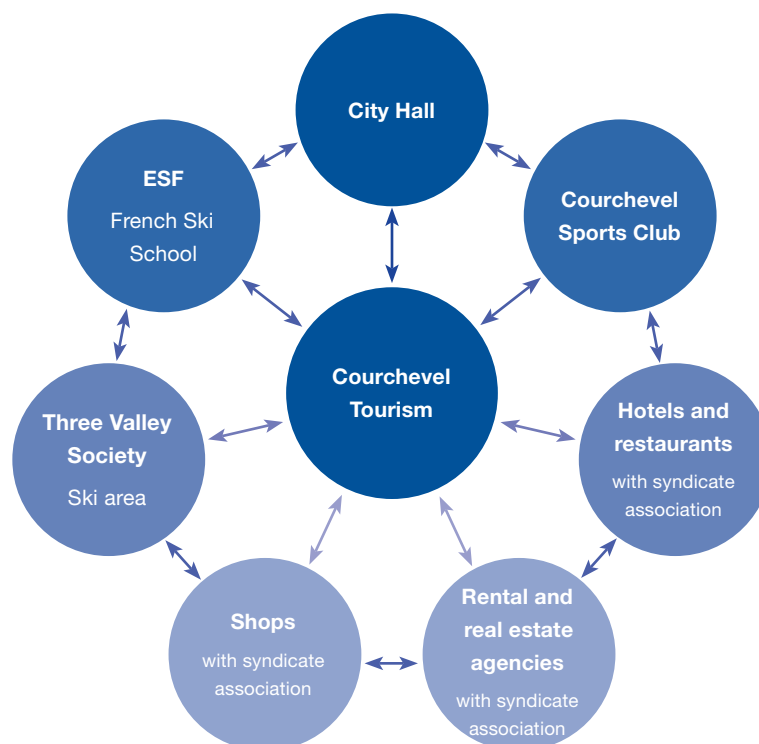 City Hall
ESF
French Ski
School
Courchevel
Sports Club
Courchevel
Tourism
Three Valley
Society
Ski area
Hotels and
restaurants
with syndicate
association
Shops
with syndicate
association
Rental and
real estate
agencies
with syndicate
association